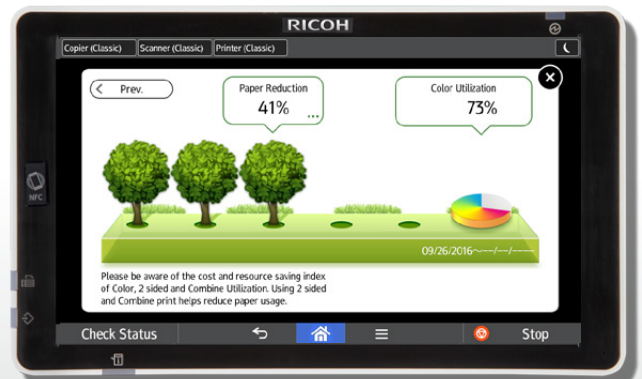 RICOH
Copier (Classic)
Scanner (Classic)
Printer (Classic)
Prev.
Paper Reduction
41%
...
Color Utilization
73%
09/26/2016~--/--/----
Please be aware of the cost and resource saving index
of Color, 2 sided and Combine Utilization. Using 2 sided
and Combine print helps reduce paper usage.
NFC
Check Status
Stop